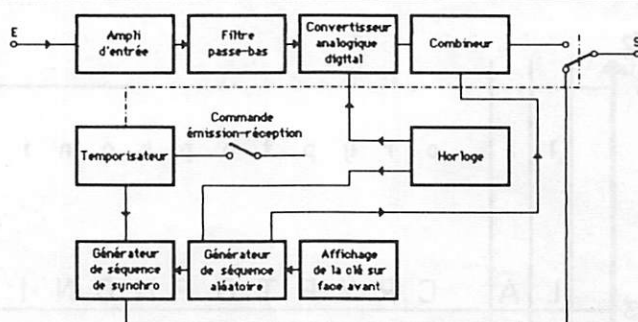 E
Ampli
d'entrée
Filtre
passe-bas
Convertisseur
analogique
digital
Combineur
S
Commande
émission-réception
Temporisateur
Horloge
Générateur
de séquence
de synchro
Générateur
de séquence
aléatoire
Affichage
de la clé sur
face avant